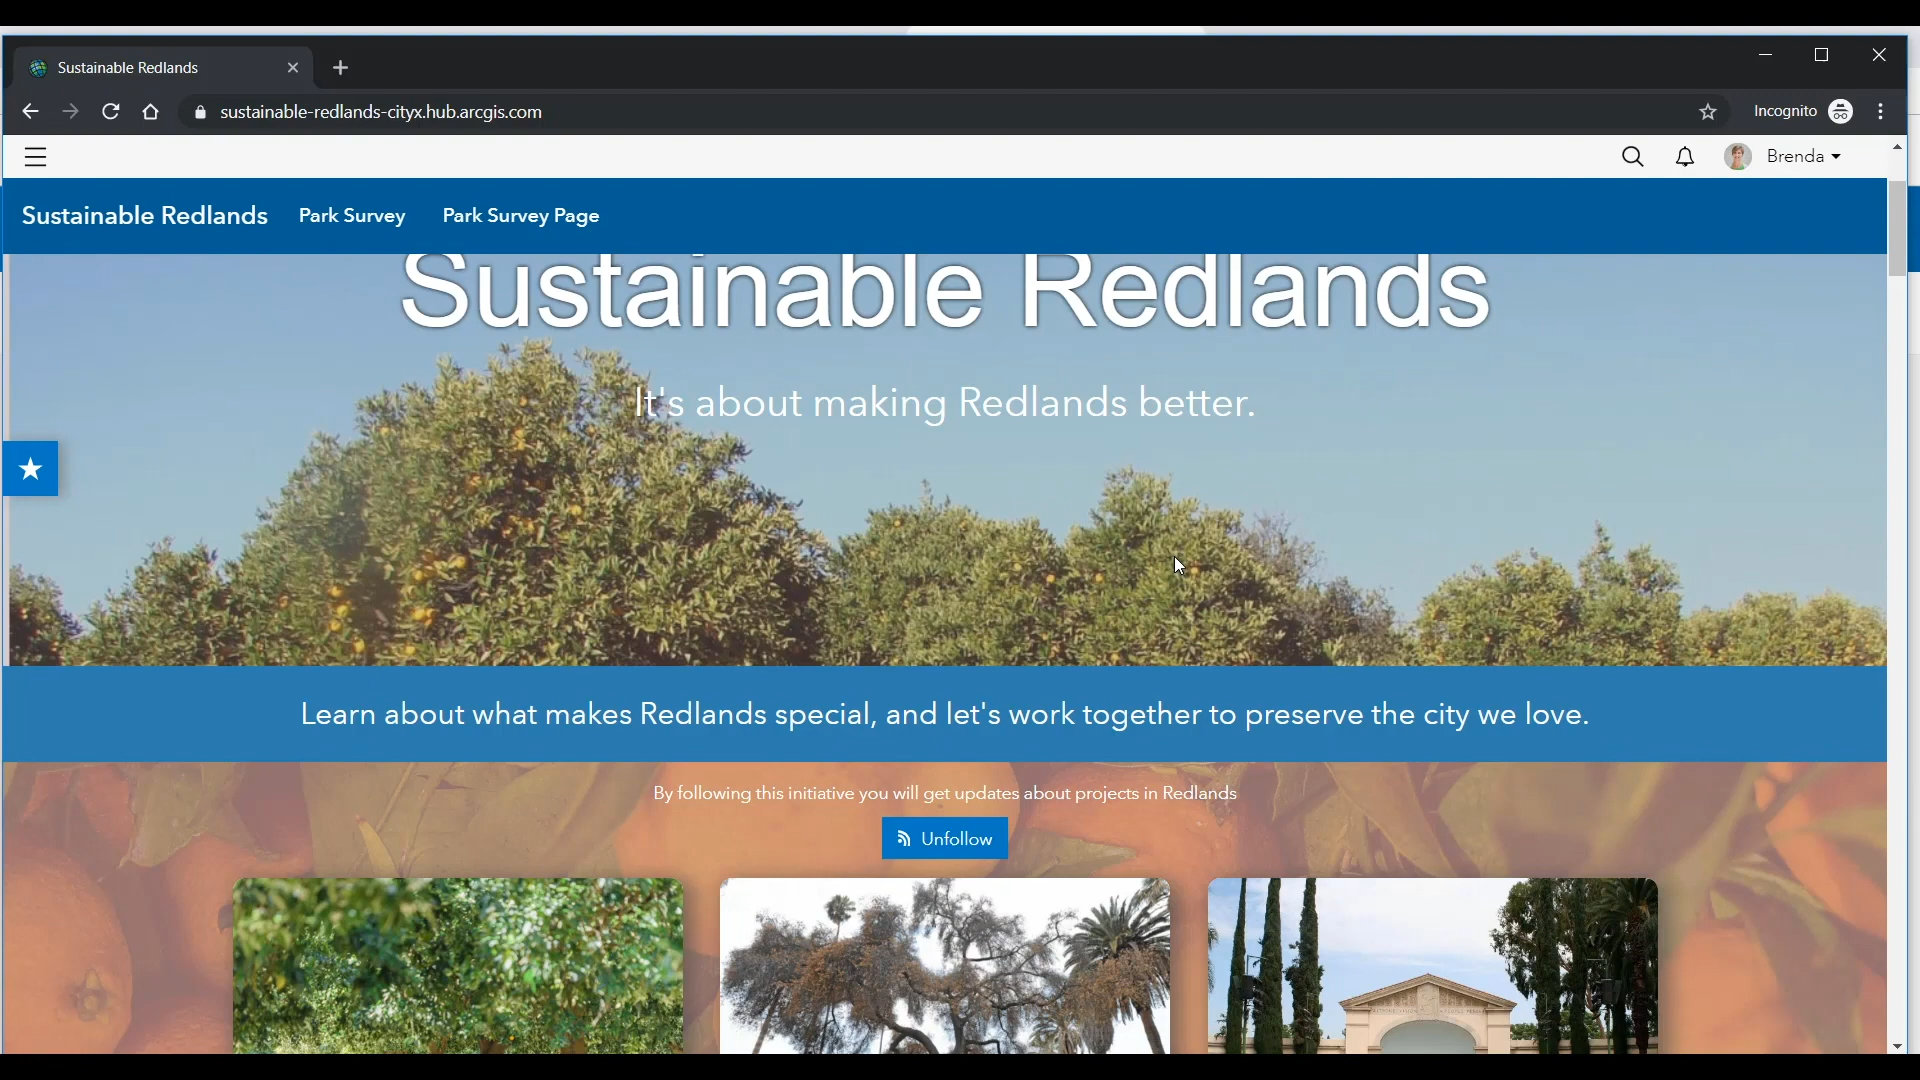 Sustainable Redlands
sustainable-redlands-cityx.hub.arcgis.com
Incognito
Brenda
Sustainable Redlands Park Survey Park Survey Page
Sustainable Redlands
It's about making Redlands better.
Learn about what makes Redlands special, and let's work together to preserve the city we love.
By following this initiative you will get updates about projects in Redlands
Unfollow